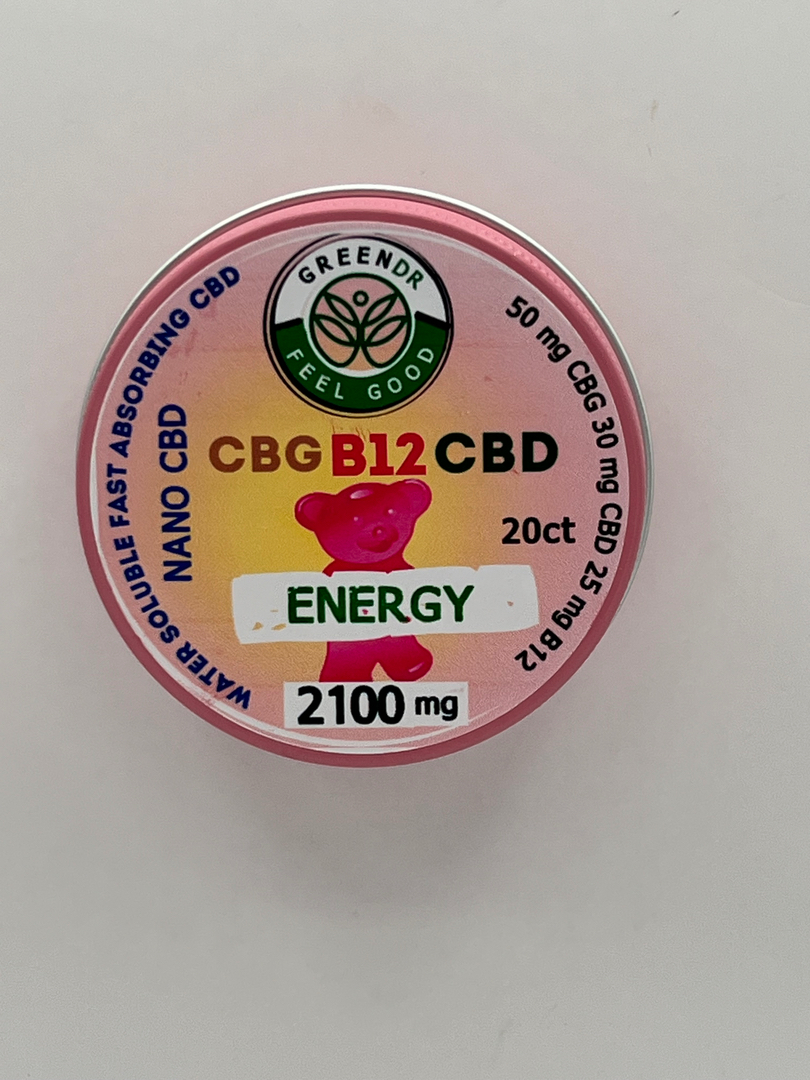 GREENDR
FEEL GOOD
WATER SOLUBLE FAST ABSORBING CBD
NANO CBD
CBG B12 CBD
20ct
50 mg CBG 30 mg CBD 25 mg B12
ENERGY
2100 mg